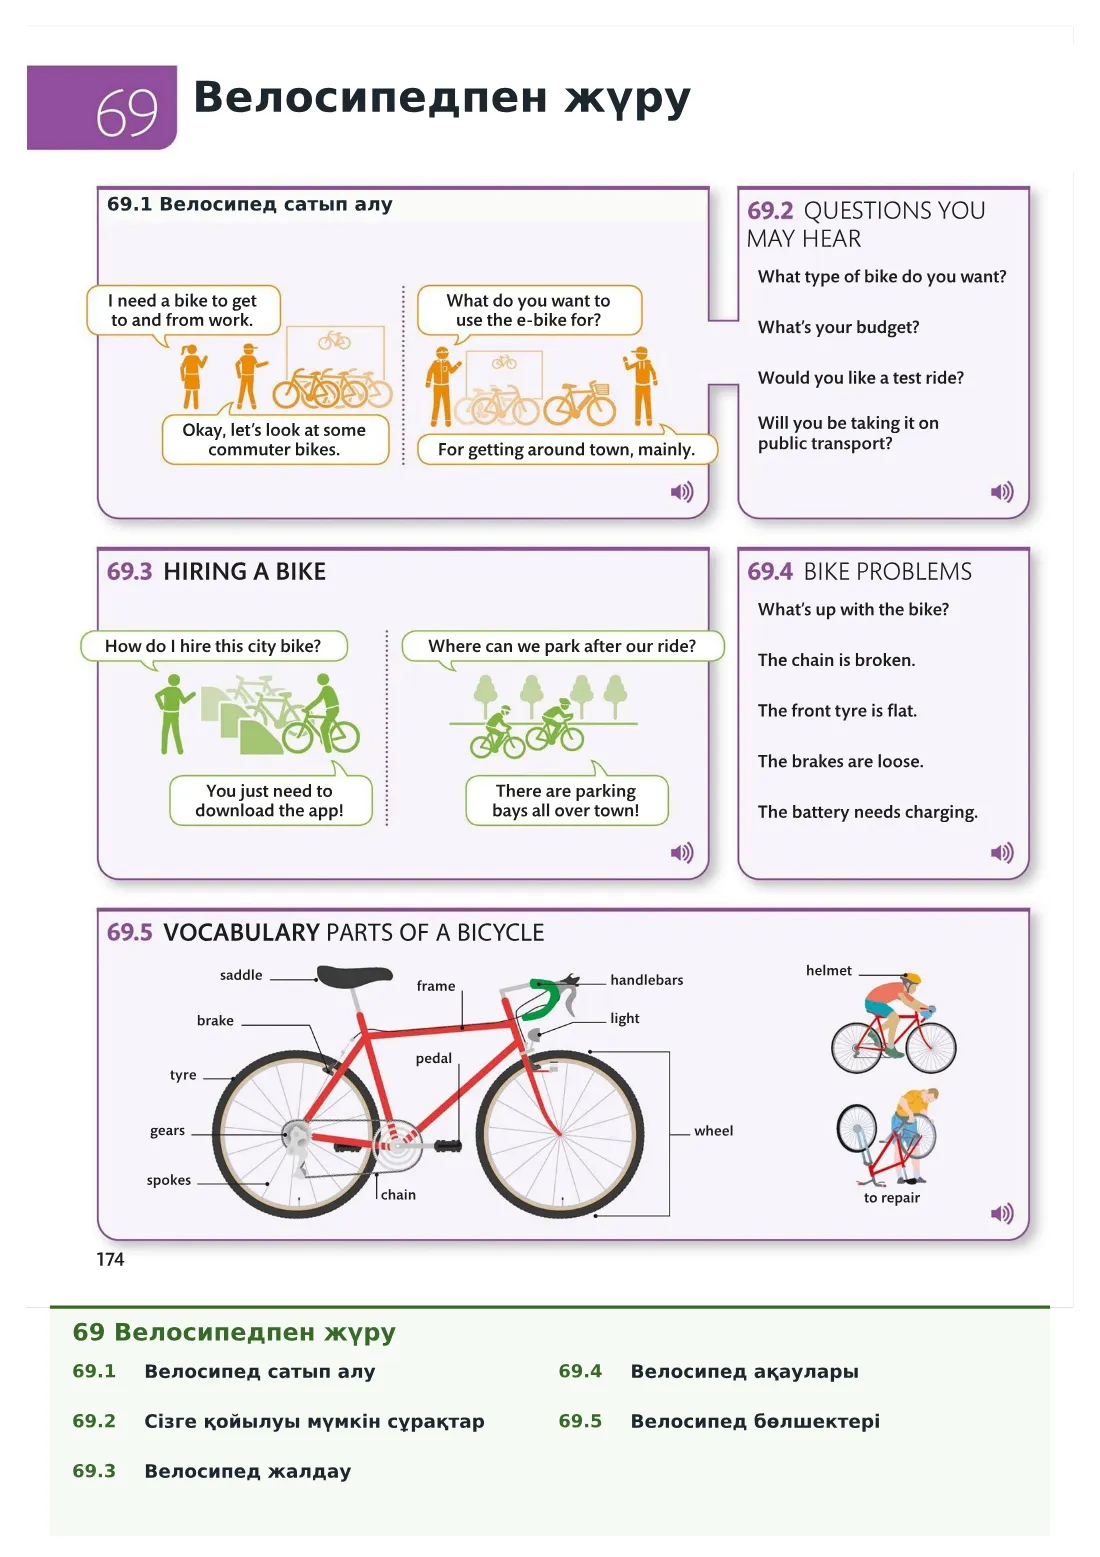 69
Велосипедпен жүру
69.1 Велосипед сатып алу
I need a bike to get
to and from work.
Okay, let's look at some
commuter bikes.
What do you want to
use the e-bike for?
For getting around town, mainly.
69.2 QUESTIONS YOU
MAY HEAR
What type of bike do you want?
What's your budget?
Would you like a test ride?
Will you be taking it on
public transport?
69.3 HIRING A BIKE
How do I hire this city bike?
You just need to
download the app!
Where can we park after our ride?
There are parking
bays all over town!
69.4 BIKE PROBLEMS
What's up with the bike?
The chain is broken.
The front tyre is flat.
The brakes are loose.
The battery needs charging.
69.5 VOCABULARY PARTS OF A BICYCLE
saddle
frame
handlebars
brake
light
pedal
tyre
gears
wheel
spokes
chain
helmet
to repair
174
69 Велосипедпен жүру
69.1 Велосипед сатып алу
69.2 Сізге қойылуы мүмкін сұрақтар
69.3 Велосипед жалдау
69.4 Велосипед ақаулары
69.5 Велосипед бөлшектері